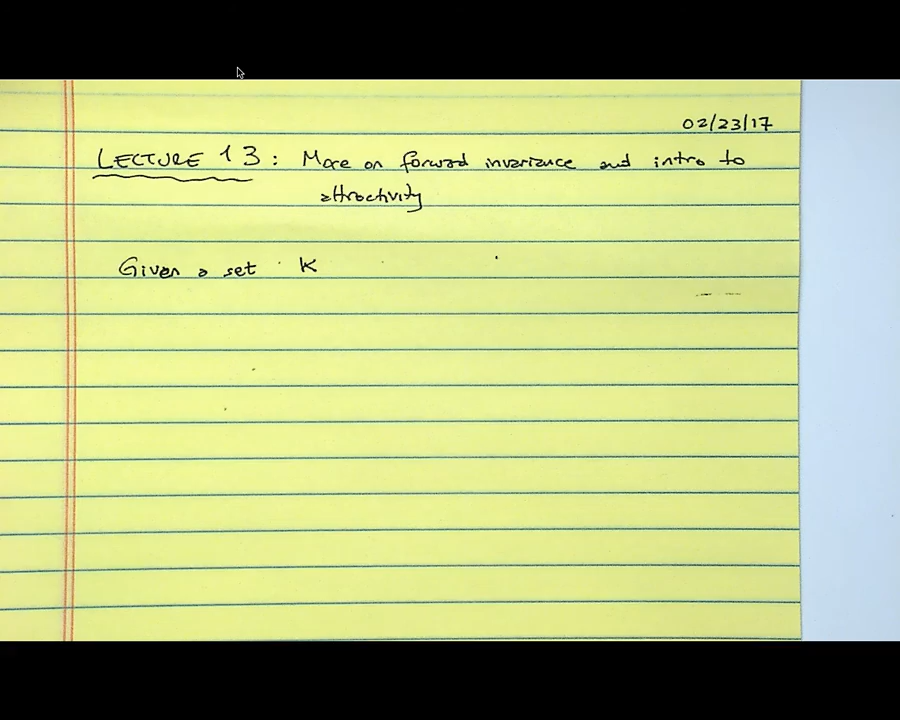 02/23/17
LECTURE 13: More on forward invariance and intro to
attractivity
Given a set K